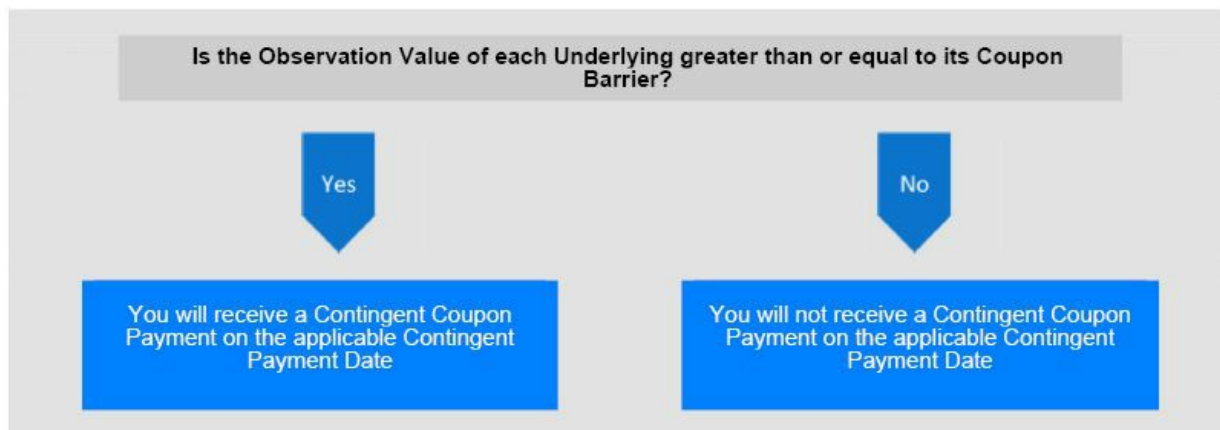 Is the Observation Value of each Underlying greater than or equal to its Coupon
Barrier?
Yes
No
You will receive a Contingent Coupon
Payment on the applicable Contingent
Payment Date
You will not receive a Contingent Coupon
Payment on the applicable Contingent
Payment Date